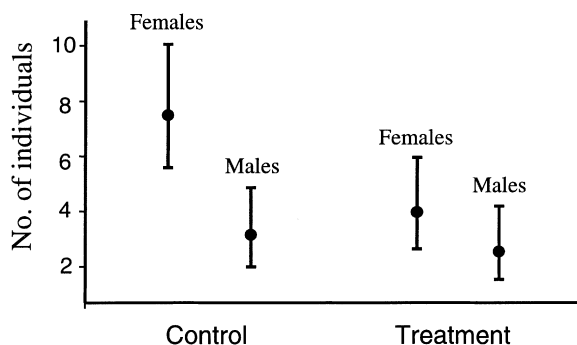 No. of individuals
10
8
6
4
2
Females
Males
Females
Males
Control
Treatment